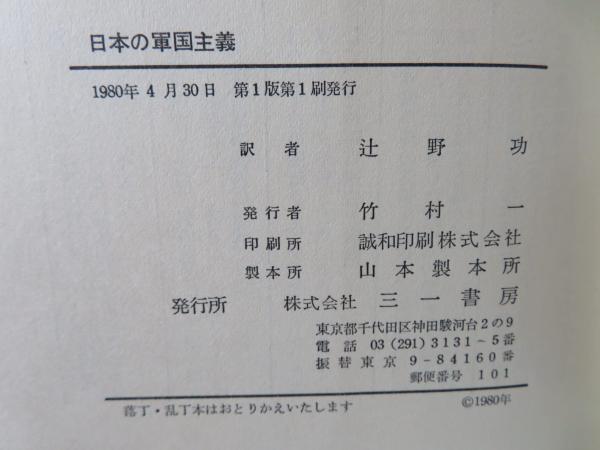 日本の軍国主義
1980年4月30日 第1版第1刷発行
訳者 辻野功
発行者 竹村一
印刷所 誠和印刷株式会社
製本所 山本製本所
発行所 株式会社 三一書房
東京都千代田区神田駿河台2の9
電話 03(291)3131〜5番
振替東京 9-84160番
郵便番号 101
落丁・乱丁本はおとりかえいたします
©1980年